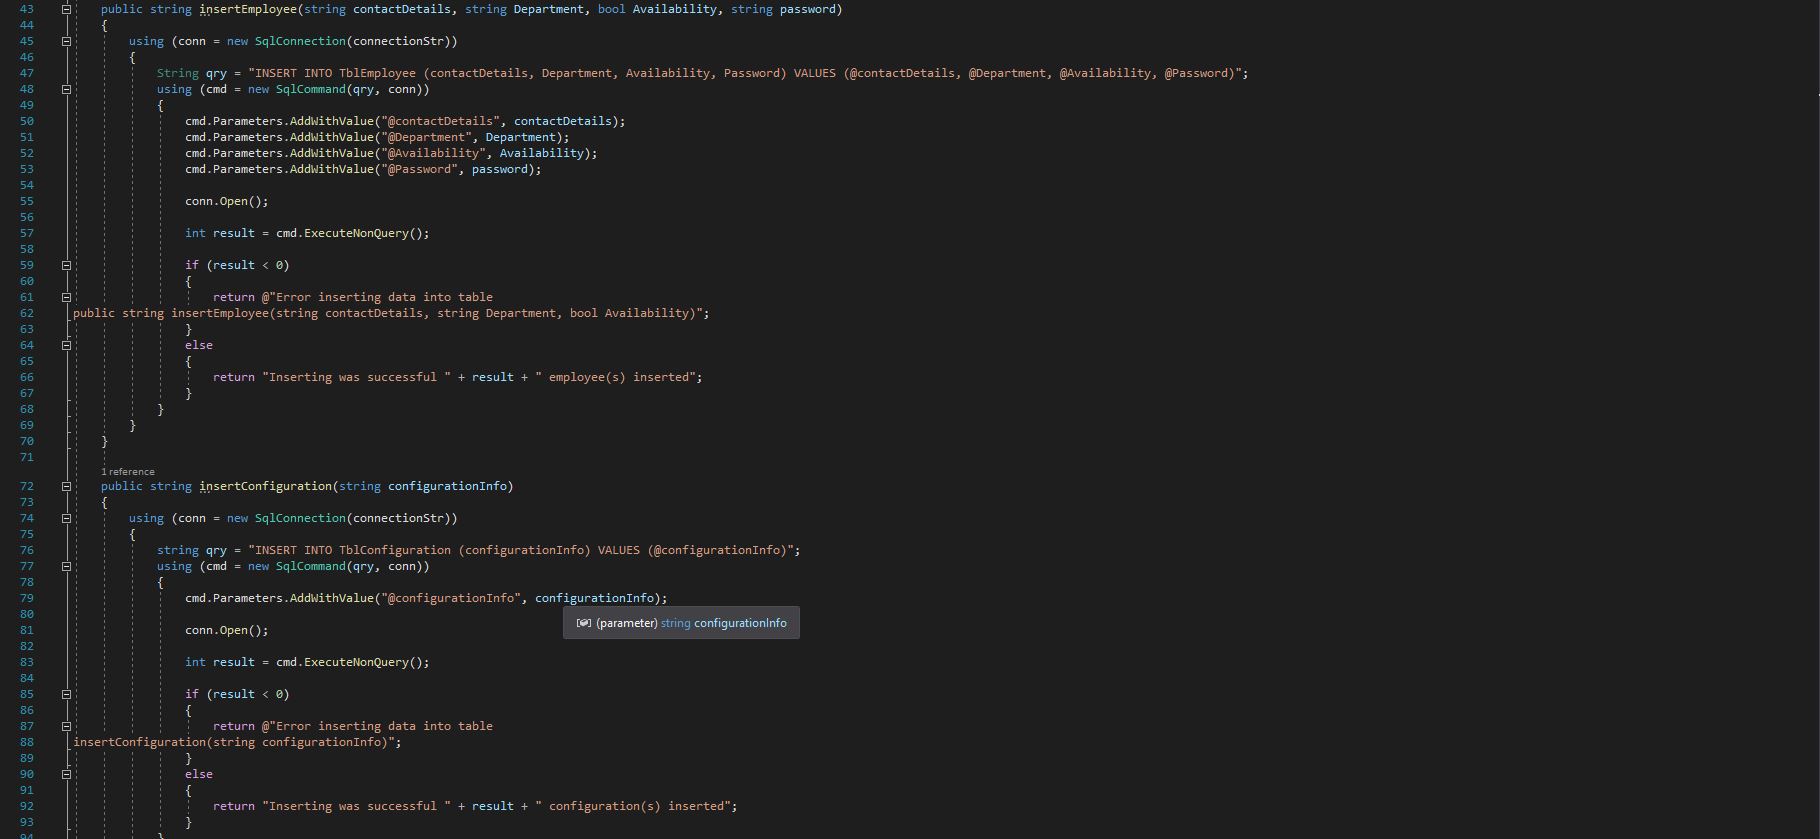 43 public string insertEmployee(string contactDetails, string Department, bool Availability, string password)
44 {
45 using (conn = new SqlConnection(connectionStr))
46 {
47 String qry = "INSERT INTO TblEmployee (contactDetails, Department, Availability, Password) VALUES (@contactDetails, @Department, @Availability, @Password)";
48 using (cmd = new SqlCommand(qry, conn))
49 {
50 cmd.Parameters.AddWithValue("@contactDetails", contactDetails);
51 cmd.Parameters.AddWithValue("@Department", Department);
52 cmd.Parameters.AddWithValue("@Availability", Availability);
53 cmd.Parameters.AddWithValue("@Password", password);
54
55 conn.Open();
56
57 int result = cmd.ExecuteNonQuery();
58
59 if (result < 0)
60 {
61 return @"Error inserting data into table
62 public string insertEmployee(string contactDetails, string Department, bool Availability)";
63 }
64 else
65 {
66 return "Inserting was successful " + result + " employee(s) inserted";
67 }
68 }
69 }
70 }
71
1 reference
72 public string insertConfiguration(string configurationInfo)
73 {
74 using (conn = new SqlConnection(connectionStr))
75 {
76 string qry = "INSERT INTO TblConfiguration (configurationInfo) VALUES (@configurationInfo)";
77 using (cmd = new SqlCommand(qry, conn))
78 {
79 cmd.Parameters.AddWithValue("@configurationInfo", configurationInfo);
80
(parameter) string configurationInfo
81 conn.Open();
82
83 int result = cmd.ExecuteNonQuery();
84
85 if (result < 0)
86 {
87 return @"Error inserting data into table
88 insertConfiguration(string configurationInfo)";
89 }
90 else
91 {
92 return "Inserting was successful " + result + " configuration(s) inserted";
93 }
94 }